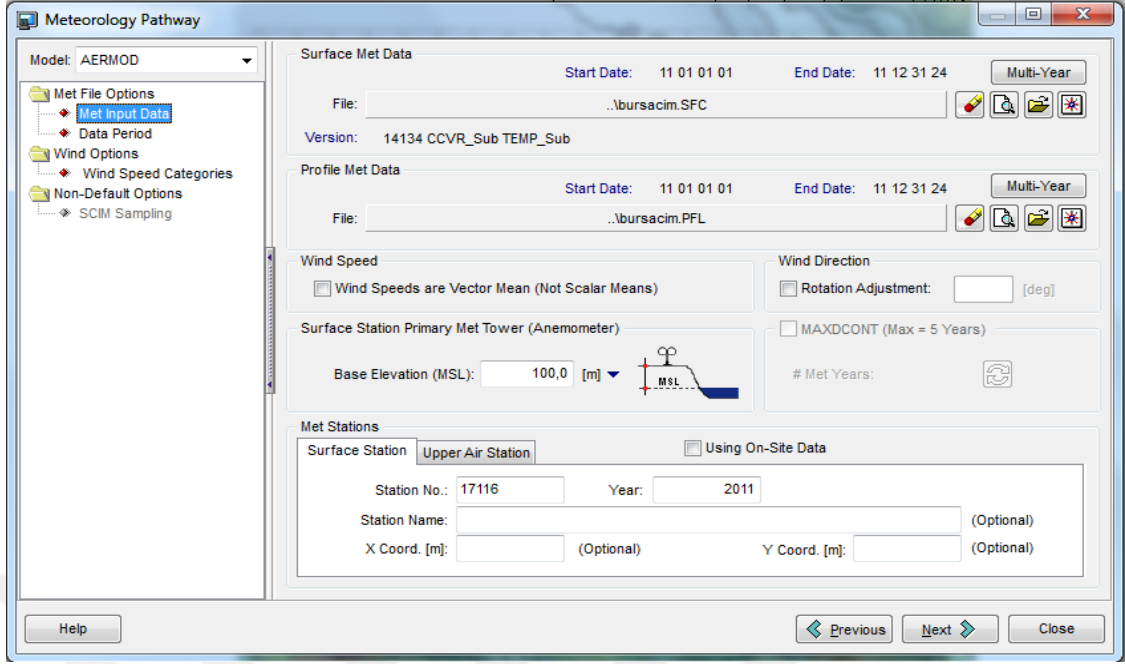 Meteorology Pathway
Model: AERMOD
Met File Options
Met Input Data
Data Period
Wind Options
Wind Speed Categories
Non-Default Options
SCIM Sampling
Surface Met Data
Start Date: 11 01 01 01 End Date: 11 12 31 24 Multi-Year
File: ..\bursacim.SFC
Version: 14134 CCVR_Sub TEMP_Sub
Profile Met Data
Start Date: 11 01 01 01 End Date: 11 12 31 24 Multi-Year
File: ..\bursacim.PFL
Wind Speed
Wind Speeds are Vector Mean (Not Scalar Means)
Wind Direction
Rotation Adjustment: [deg]
Surface Station Primary Met Tower (Anemometer)
Base Elevation (MSL): 100,0 [m] MSL
MAXDCONT (Max = 5 Years)
# Met Years:
Met Stations
Surface Station Upper Air Station Using On-Site Data
Station No.: 17116 Year: 2011
Station Name: (Optional)
X Coord. [m]: (Optional) Y Coord. [m]: (Optional)
Help Previous Next Close